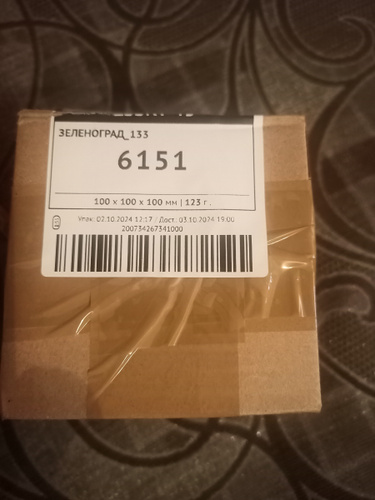 ЗЕЛЕНОГРАД_133
6151
100 x 100 x 100 мм | 123 г.
Упак. 02.10.2024 12:17 / Дост. 03.10.2024 19:00
200734267341000